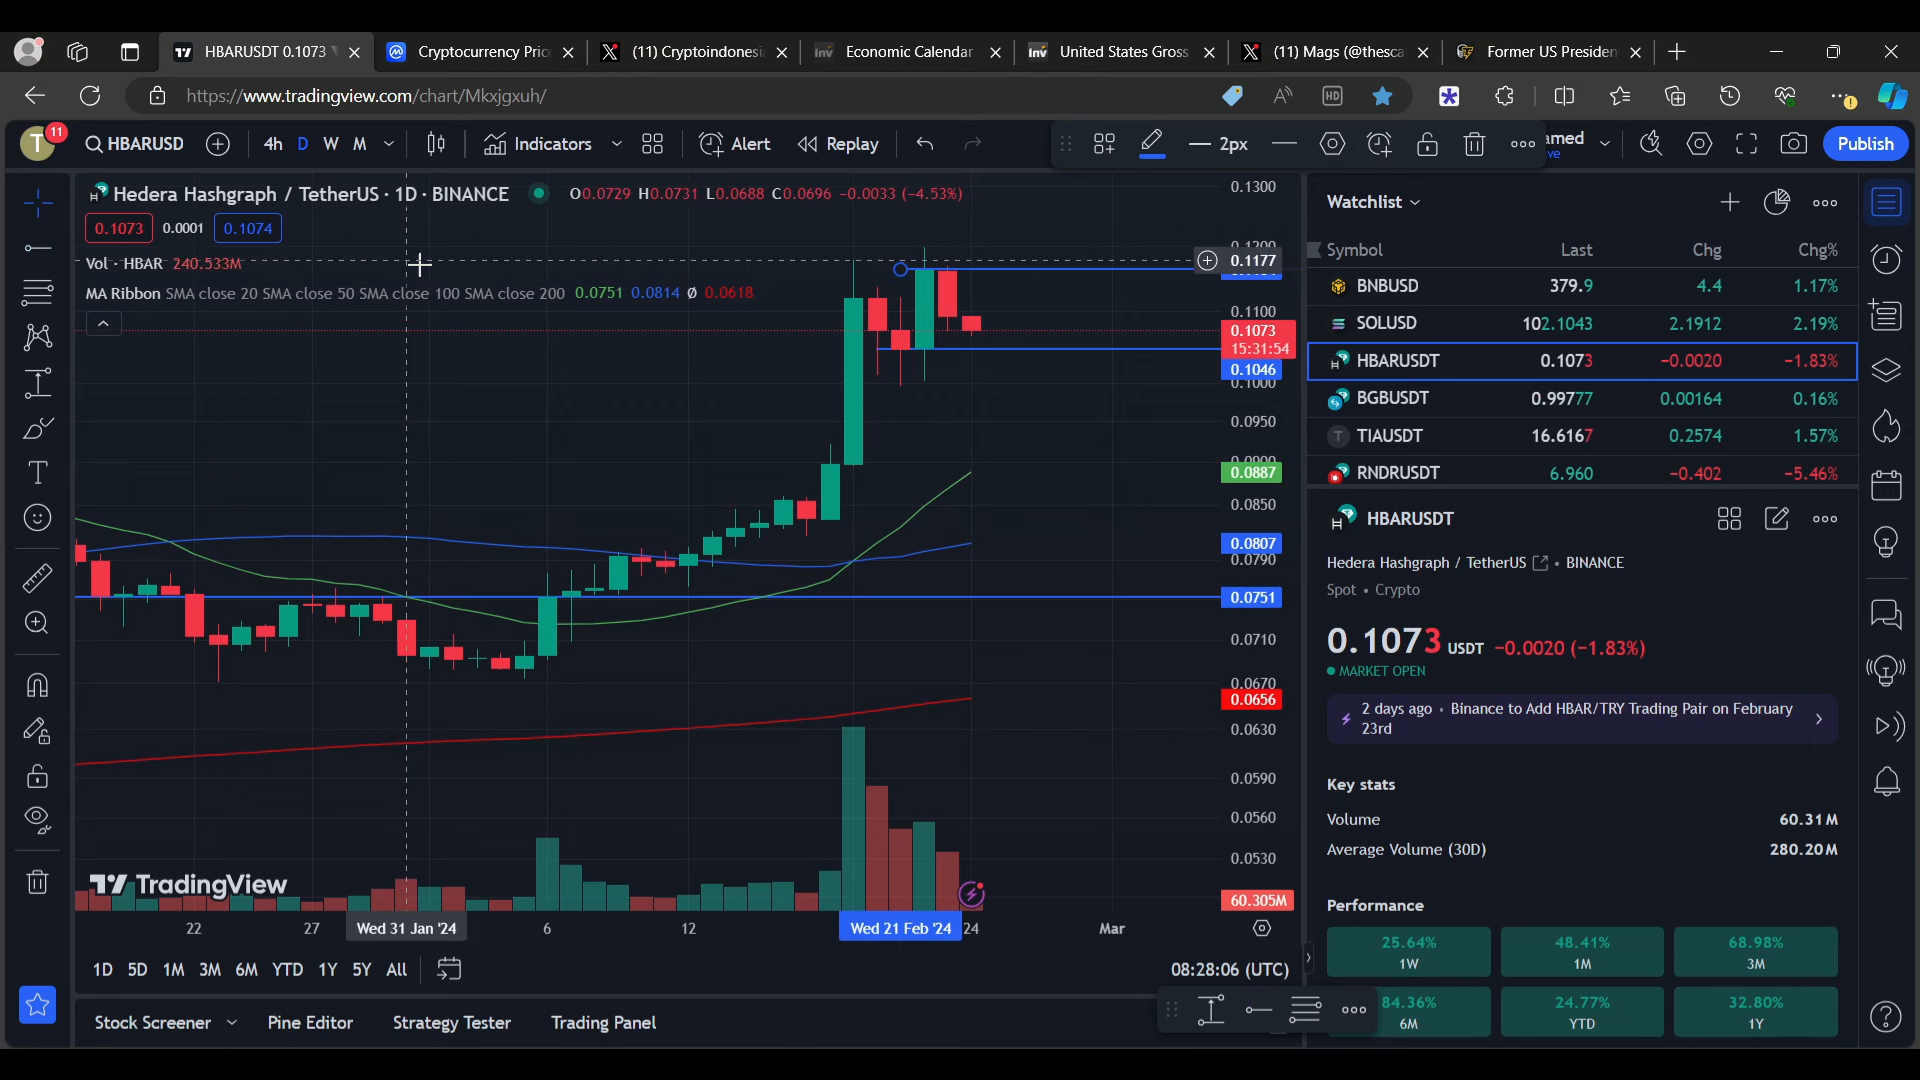 HBARUSDT 0.1073
Cryptocurrency Pric
(11) Cryptoindonesi
Economic Calendar
United States Gross
(11) Mags (@thesca
Former US Presiden
https://www.tradingview.com/chart/Mkxjgxuh/
T 11 HBARUSD 4h D W M Indicators Alert Replay 2px Publish
Hedera Hashgraph / TetherUS · 1D · BINANCE O0.0729 H0.0731 L0.0688 C0.0696 −0.0033 (−4.53%)
0.1073 0.0001 0.1074
Vol · HBAR 240.533M
MA Ribbon SMA close 20 SMA close 50 SMA close 100 SMA close 200 0.0751 0.0814 Ø 0.0618
0.1300
0.1177
0.1100
0.1073
15:31:54
0.1046
0.1000
0.0950
0.0887
0.0850
0.0807
0.0790
0.0751
0.0710
0.0670
0.0656
0.0630
0.0590
0.0560
0.0530
60.305M
TradingView
22 27 Wed 31 Jan '24 6 12 Wed 21 Feb '24 24 Mar
1D 5D 1M 3M 6M YTD 1Y 5Y All 08:28:06 (UTC)
Stock Screener Pine Editor Strategy Tester Trading Panel
Watchlist
Symbol Last Chg Chg%
BNBUSD 379.9 4.4 1.17%
SOLUSD 102.1043 2.1912 2.19%
HBARUSDT 0.1073 −0.0020 −1.83%
BGBUSDT 0.99777 0.00164 0.16%
T TIAUSDT 16.6167 0.2574 1.57%
RNDRUSDT 6.960 −0.402 −5.46%
HBARUSDT
Hedera Hashgraph / TetherUS • BINANCE
Spot • Crypto
0.1073 USDT −0.0020 (−1.83%)
MARKET OPEN
2 days ago • Binance to Add HBAR/TRY Trading Pair on February
23rd
Key stats
Volume 60.31M
Average Volume (30D) 280.20M
Performance
25.64% 48.41% 68.98%
1W 1M 3M
84.36% 24.77% 32.80%
6M YTD 1Y